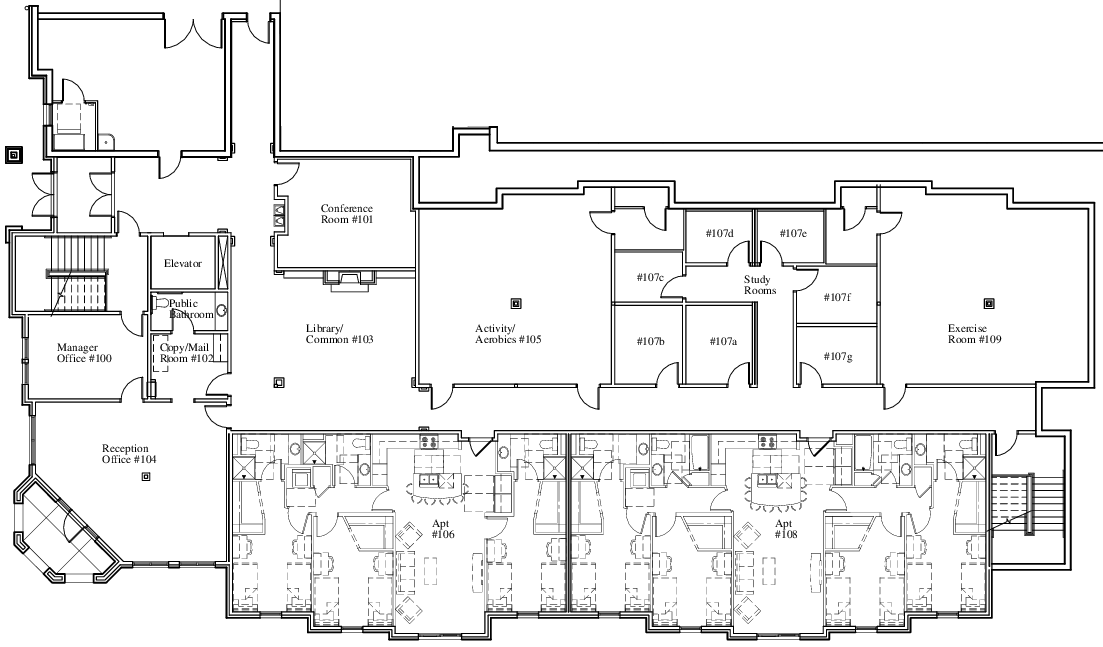 Conference
Room #101
Elevator
Public
Bathroom
Manager
Office #100
Copy/Mail
Room #102
Library/
Common #103
Activity/
Aerobics #105
#107d
#107e
#107c
Study
Rooms
#107f
#107b
#107a
#107g
Exercise
Room #109
Reception
Office #104
Apt
#106
Apt
#108